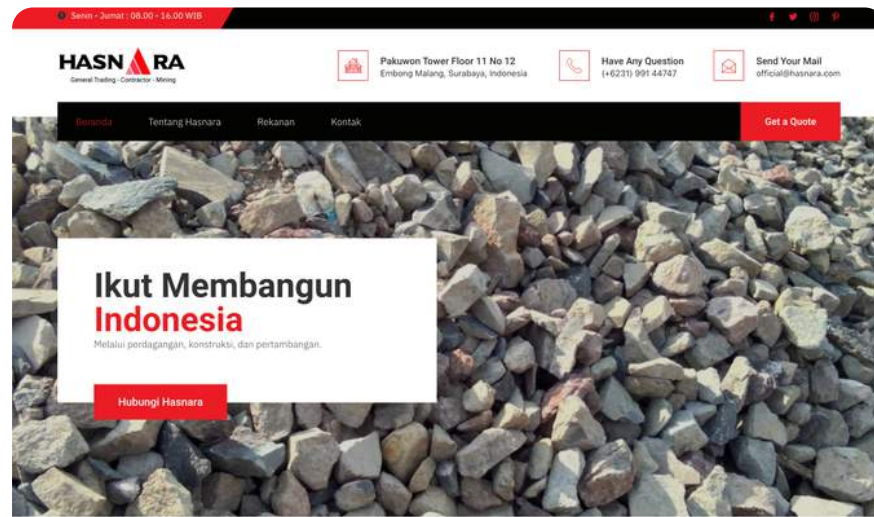 Senin - Jumat : 08.00 - 16.00 WIB
HASN RA
General Trading - Contractor - Mining
Pakuwon Tower Floor 11 No 12
Embong Malang, Surabaya, Indonesia
Have Any Question
(+6231) 991 44747
Send Your Mail
official@hasnara.com
Beranda
Tentang Hasnara
Rekanan
Kontak
Get a Quote
Ikut Membangun
Indonesia
Melalui perdagangan, konstruksi, dan pertambangan.
Hubungi Hasnara